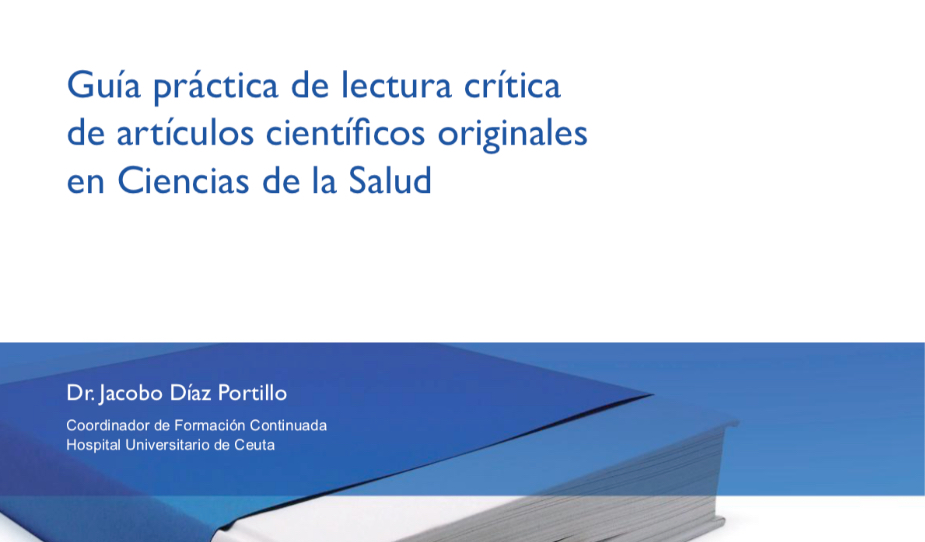 Guía práctica de lectura crítica
de artículos científicos originales
en Ciencias de la Salud
Dr. Jacobo Díaz Portillo
Coordinador de Formación Continuada
Hospital Universitario de Ceuta